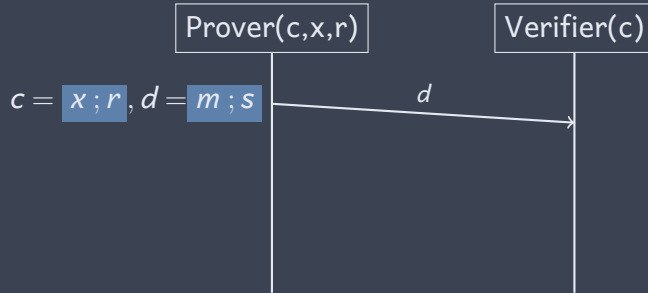 Prover(c,x,r) Verifier(c)
c = x ; r , d = m ; s d